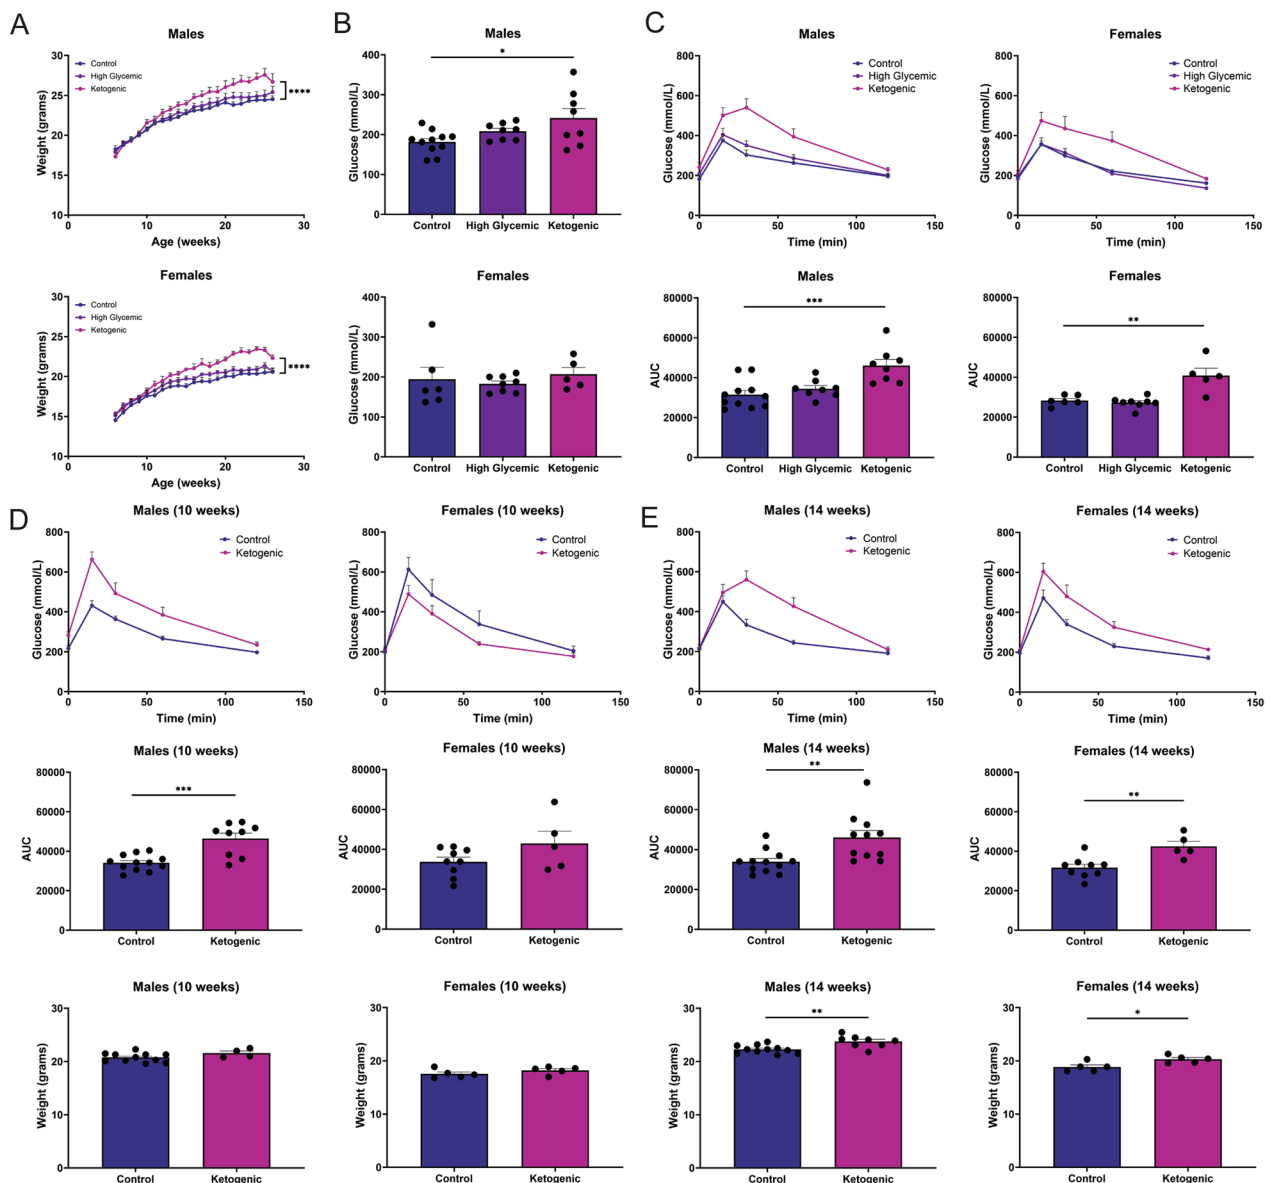 A
Males
Weight (grams)
30
25
20
15
10
Control
High Glycemic
Ketogenic
****
0
10
20
30
Age (weeks)
Females
Weight (grams)
30
25
20
15
10
Control
High Glycemic
Ketogenic
****
0
10
20
30
Age (weeks)
B
Males
Glucose (mmol/L)
400
300
200
100
0
*
Control
High Glycemic
Ketogenic
Females
Glucose (mmol/L)
400
300
200
100
0
Control
High Glycemic
Ketogenic
C
Males
Glucose (mmol/L)
800
600
400
200
0
Control
High Glycemic
Ketogenic
0
50
100
150
Time (min)
Females
Glucose (mmol/L)
800
600
400
200
0
Control
High Glycemic
Ketogenic
0
50
100
150
Time (min)
Males
AUC
80000
60000
40000
20000
0
***
Control
High Glycemic
Ketogenic
Females
AUC
80000
60000
40000
20000
0
**
Control
High Glycemic
Ketogenic
D
Males (10 weeks)
Glucose (mmol/L)
800
600
400
200
0
Control
Ketogenic
0
50
100
150
Time (min)
Females (10 weeks)
Glucose (mmol/L)
800
600
400
200
0
Control
Ketogenic
0
50
100
150
Time (min)
Males (10 weeks)
AUC
80000
60000
40000
20000
0
***
Control
Ketogenic
Females (10 weeks)
AUC
80000
60000
40000
20000
0
Control
Ketogenic
Males (10 weeks)
Weight (grams)
30
20
10
0
Control
Ketogenic
Females (10 weeks)
Weight (grams)
30
20
10
0
Control
Ketogenic
E
Males (14 weeks)
Glucose (mmol/L)
800
600
400
200
0
Control
Ketogenic
0
50
100
150
Time (min)
Females (14 weeks)
Glucose (mmol/L)
800
600
400
200
0
Control
Ketogenic
0
50
100
150
Time (min)
Males (14 weeks)
AUC
80000
60000
40000
20000
0
**
Control
Ketogenic
Females (14 weeks)
AUC
80000
60000
40000
20000
0
**
Control
Ketogenic
Males (14 weeks)
Weight (grams)
30
20
10
0
**
Control
Ketogenic
Females (14 weeks)
Weight (grams)
30
20
10
0
*
Control
Ketogenic